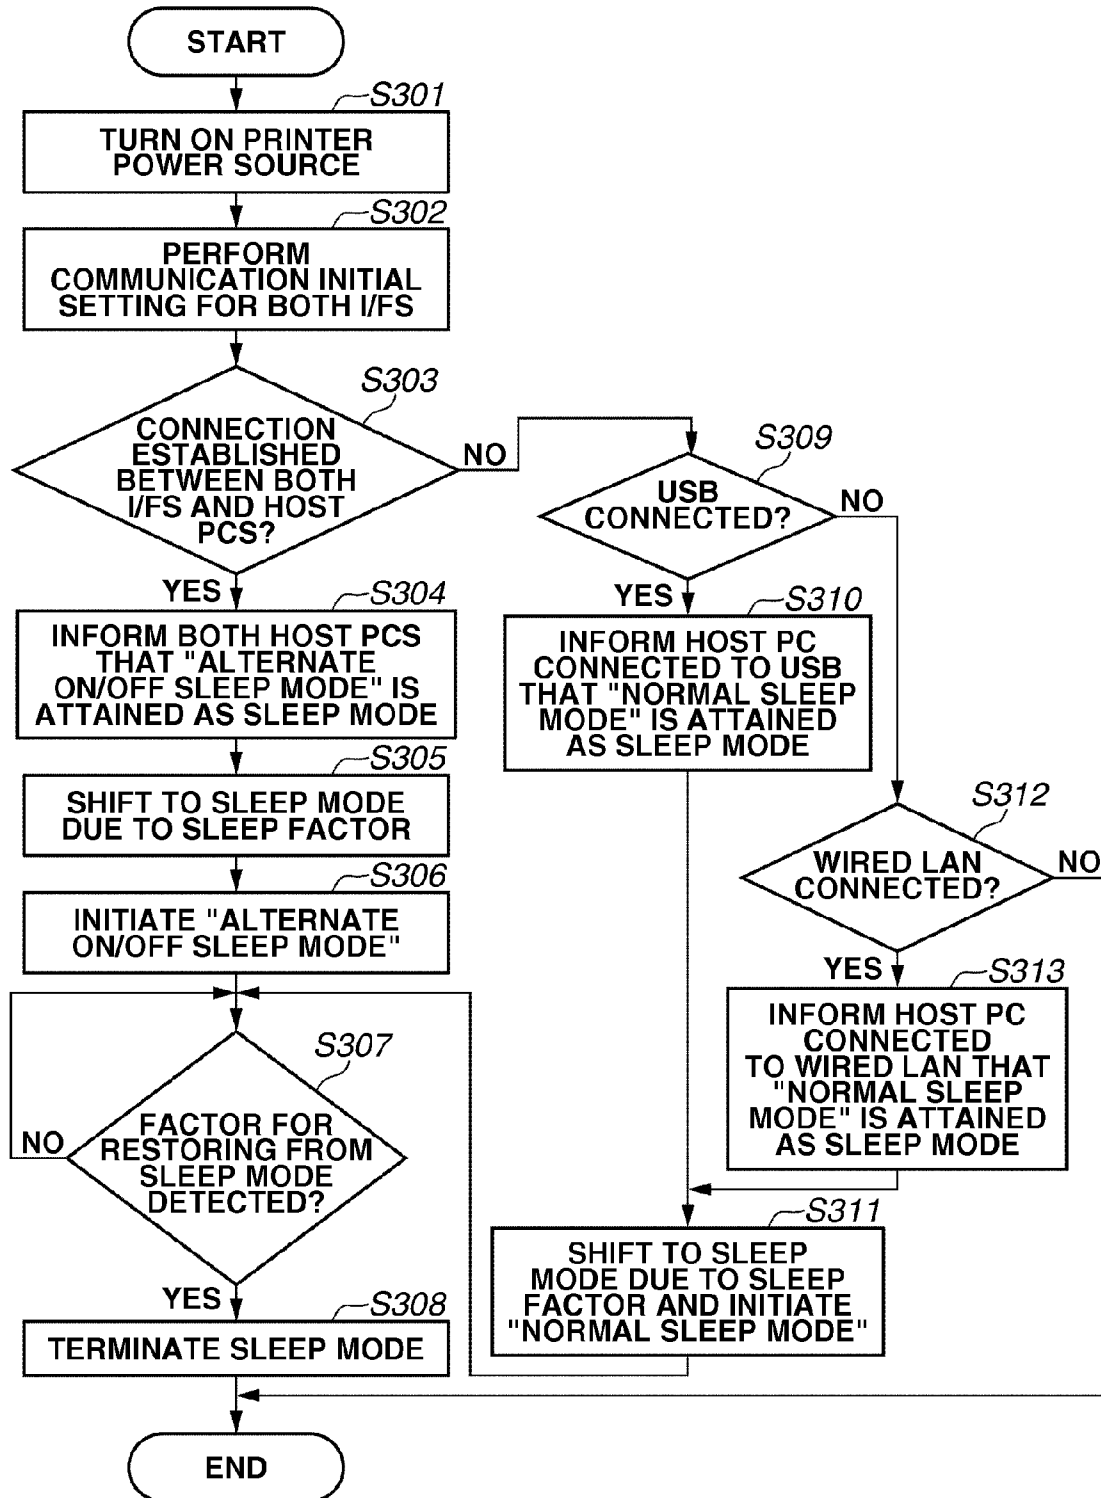 START
S301
TURN ON PRINTER
POWER SOURCE
S302
PERFORM
COMMUNICATION INITIAL
SETTING FOR BOTH I/FS
S303
CONNECTION
ESTABLISHED
BETWEEN BOTH
I/FS AND HOST
PCS?
NO
YES
S304
INFORM BOTH HOST PCS
THAT "ALTERNATE
ON/OFF SLEEP MODE" IS
ATTAINED AS SLEEP MODE
S305
SHIFT TO SLEEP MODE
DUE TO SLEEP FACTOR
S306
INITIATE "ALTERNATE
ON/OFF SLEEP MODE"
S307
FACTOR FOR
RESTORING FROM
SLEEP MODE
DETECTED?
NO
YES
S308
TERMINATE SLEEP MODE
END
S309
USB
CONNECTED?
NO
YES
S310
INFORM HOST PC
CONNECTED TO USB
THAT "NORMAL SLEEP
MODE" IS ATTAINED
AS SLEEP MODE
S312
WIRED LAN
CONNECTED?
NO
YES
S313
INFORM HOST PC
CONNECTED
TO WIRED LAN THAT
"NORMAL SLEEP
MODE" IS ATTAINED
AS SLEEP MODE
S311
SHIFT TO SLEEP
MODE DUE TO SLEEP
FACTOR AND INITIATE
"NORMAL SLEEP MODE"